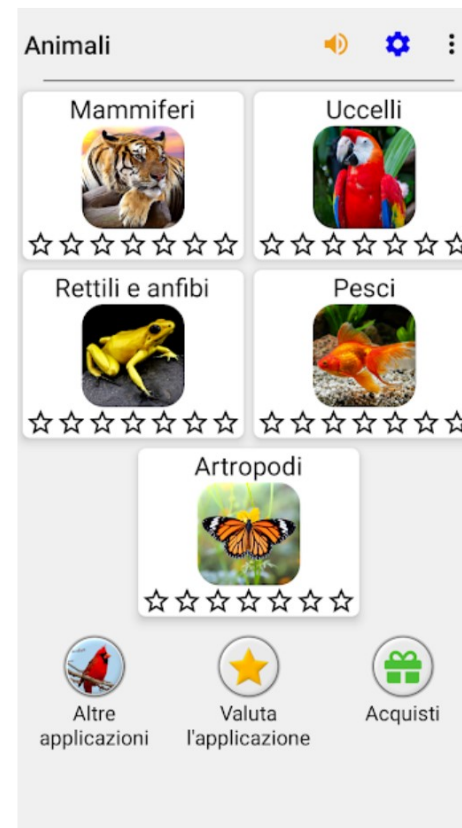 Animali
Mammiferi
Uccelli
Rettili e anfibi
Pesci
Artropodi
Altre
applicazioni
Valuta
l'applicazione
Acquisti